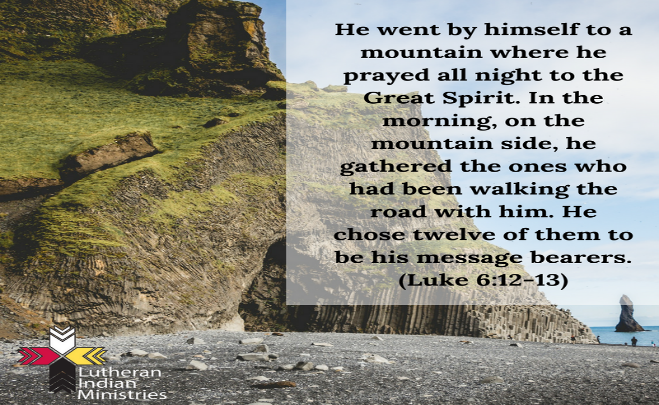 He went by himself to a
mountain where he
prayed all night to the
Great Spirit. In the
morning, on the
mountain side, he
gathered the ones who
had been walking the
road with him. He
chose twelve of them to
be his message bearers.
(Luke 6:12-13)
Lutheran
Indian
Ministries